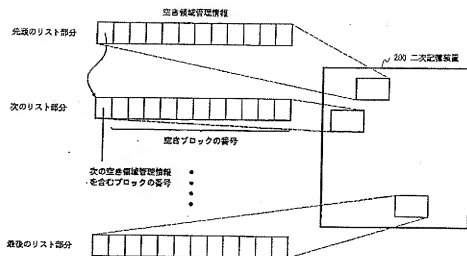 空き領域管理情報
先頭のリスト部分
200 二次記憶装置
次のリスト部分
空きブロックの番号
次の空き領域管理情報
を含むブロックの番号
最後のリスト部分